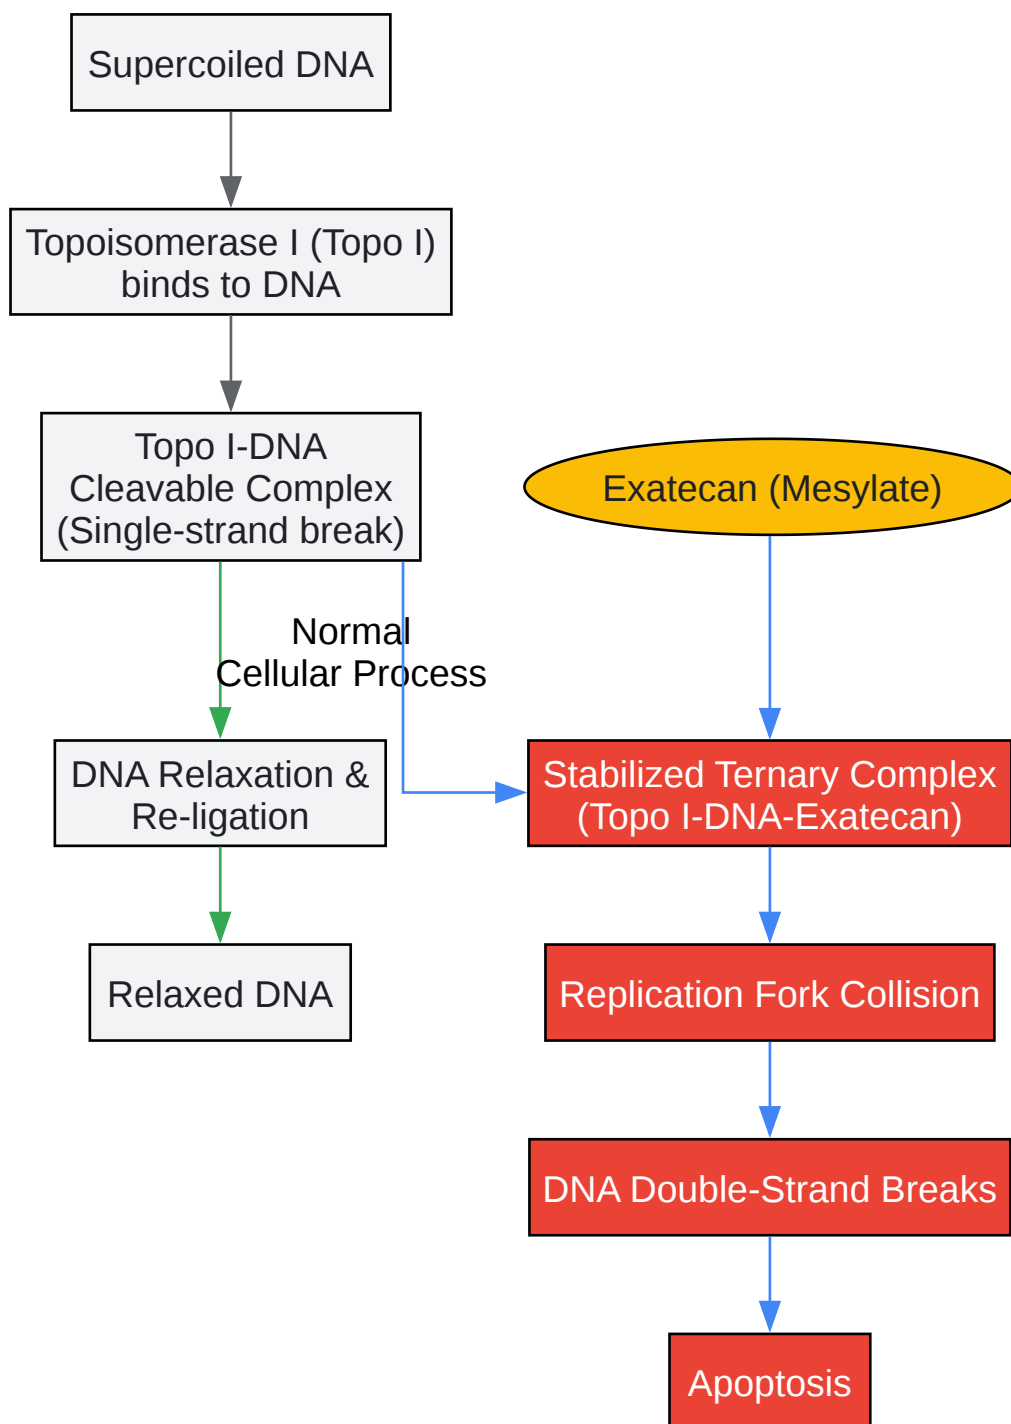 Supercoiled DNA
Topoisomerase I (Topo I)
binds to DNA
Topo I-DNA
Cleavable Complex
(Single-strand break)
Exatecan (Mesylate)
Normal
Cellular Process
DNA Relaxation &
Re-ligation
Stabilized Ternary Complex
(Topo I-DNA-Exatecan)
Relaxed DNA
Replication Fork Collision
DNA Double-Strand Breaks
Apoptosis